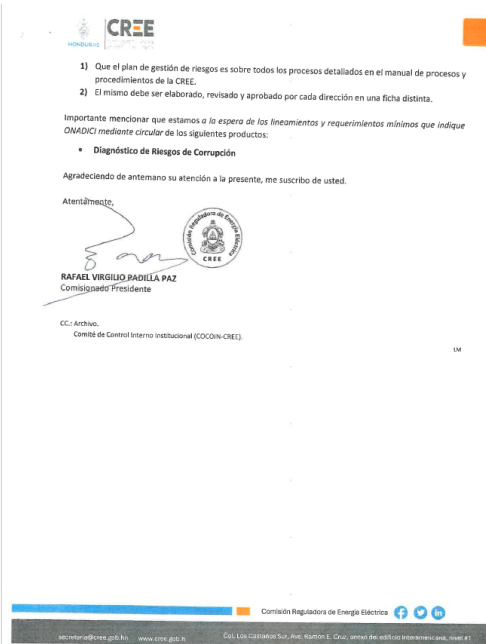 HONDURAS
CREE
1) Que el plan de gestión de riesgos es sobre todos los procesos detallados en el manual de procesos y
procedimientos de la CREE.
2) El mismo debe ser elaborado, revisado y aprobado por cada dirección en una ficha distinta.
Importante mencionar que estamos a la espera de los lineamientos y requerimientos mínimos que indique
ONADICI mediante circular de los siguientes productos:
• Diagnóstico de Riesgos de Corrupción
Agradeciendo de antemano su atención a la presente, me suscribo de usted.
Atentamente,
Comisión Reguladora de Energía Eléctrica
CREE
RAFAEL VIRGILIO PADILLA PAZ
Comisionado Presidente
CC.: Archivo.
Comité de Control Interno Institucional (COCOIN-CREE).
LM
Comisión Reguladora de Energía Eléctrica
secretaria@cree.gob.hn www.cree.gob.h
Col. Los Castaños Sur, Ave. Ramón E. Cruz, anexo del edificio Interamericana, nivel #1